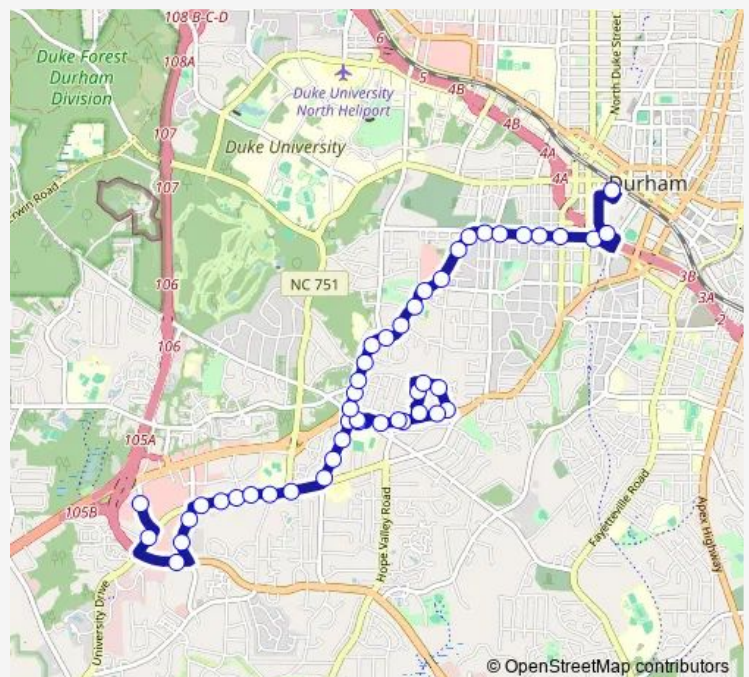 108 B-C-D
Duke Forest
Durham
Division
108A
6
5
4B
Duke University
North Heliport
4B
North Duke Street
107
Duke University
4A
4A
Durham
107
erwin Road
NC 751
106
3B
3A
2
106
105A
105B
Hope Valley Road
Fayetteville Road
Apex Highway
University Drive
© OpenStreetMap contributors